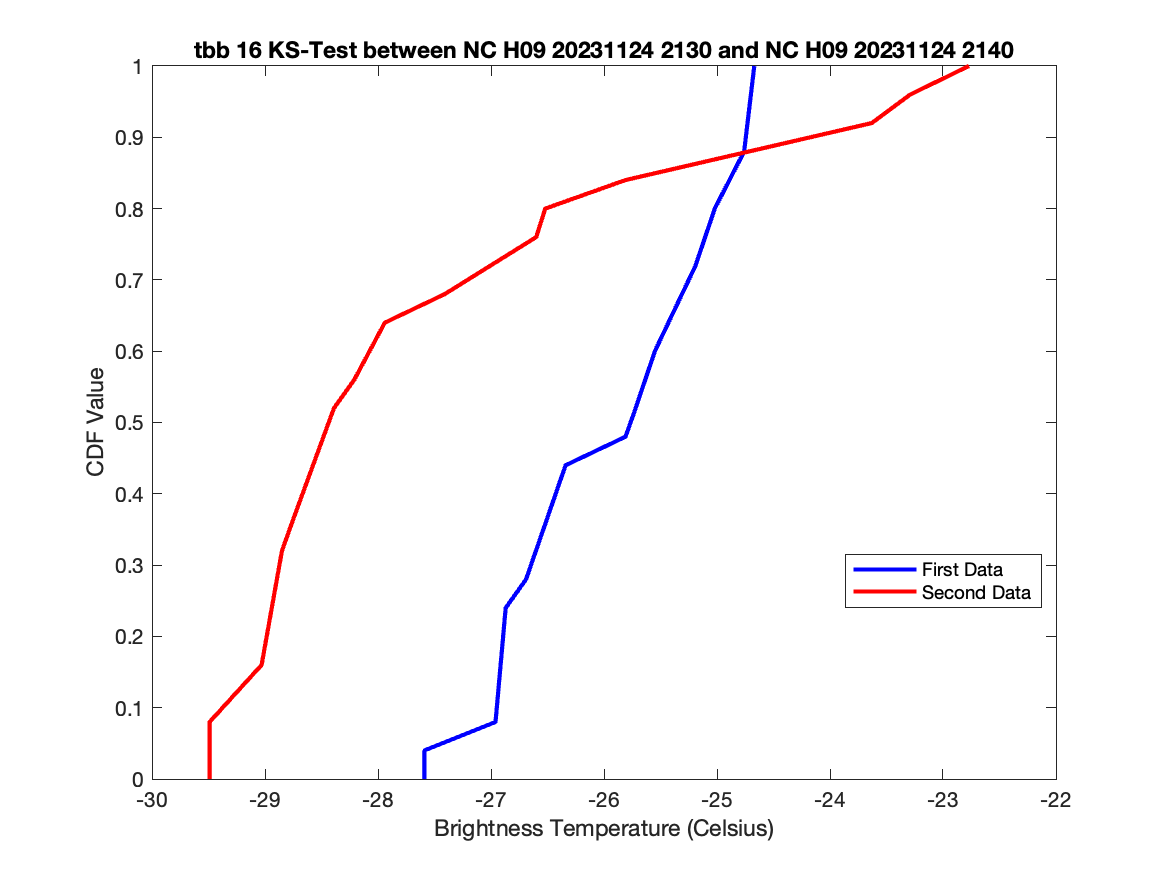 tbb 16 KS-Test between NC H09 20231124 2130 and NC H09 20231124 2140
1
0.9
0.8
0.7
0.6
0.5
0.4
0.3
0.2
0.1
0
CDF Value
First Data
Second Data
-30 -29 -28 -27 -26 -25 -24 -23 -22
Brightness Temperature (Celsius)